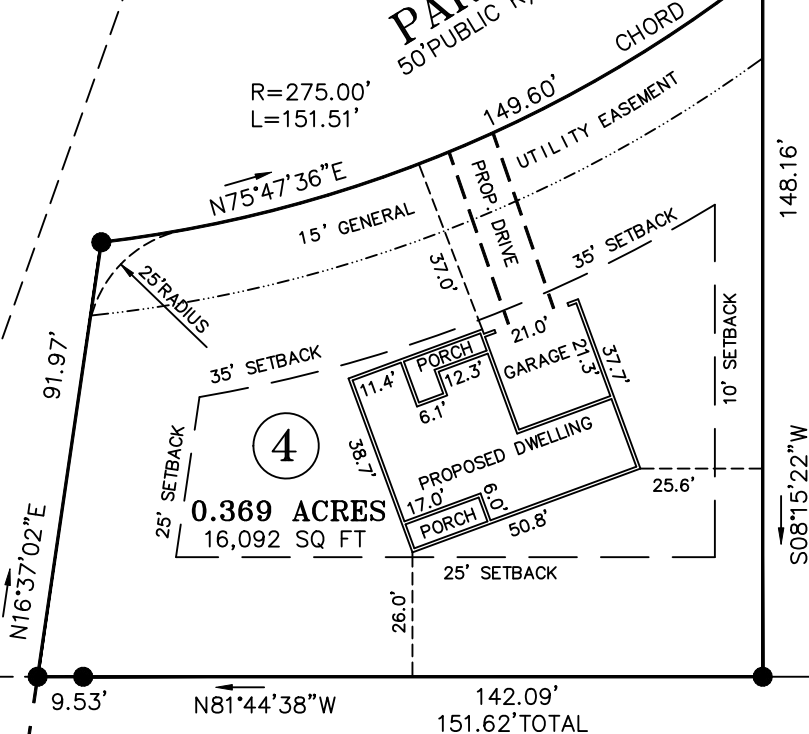 50'PUBLIC
CHORD
R=275.00'
L=151.51'
149.60'
N75°47'36"E
15' GENERAL
UTILITY EASEMENT
PROP. DRIVE
148.16'
37.0'
35' SETBACK
25'RADIUS
91.97'
35' SETBACK
21.0'
10' SETBACK
PORCH
GARAGE
21.3'
37.7'
11.4'
12.3'
6.1'
4
38.7'
PROPOSED DWELLING
25' SETBACK
0.369 ACRES
16,092 SQ FT
17.0'
6.0'
PORCH
50.8'
25.6'
S08°15'22"W
N16°37'02"E
25' SETBACK
26.0'
9.53'
N81°44'38"W
142.09'
151.62'TOTAL